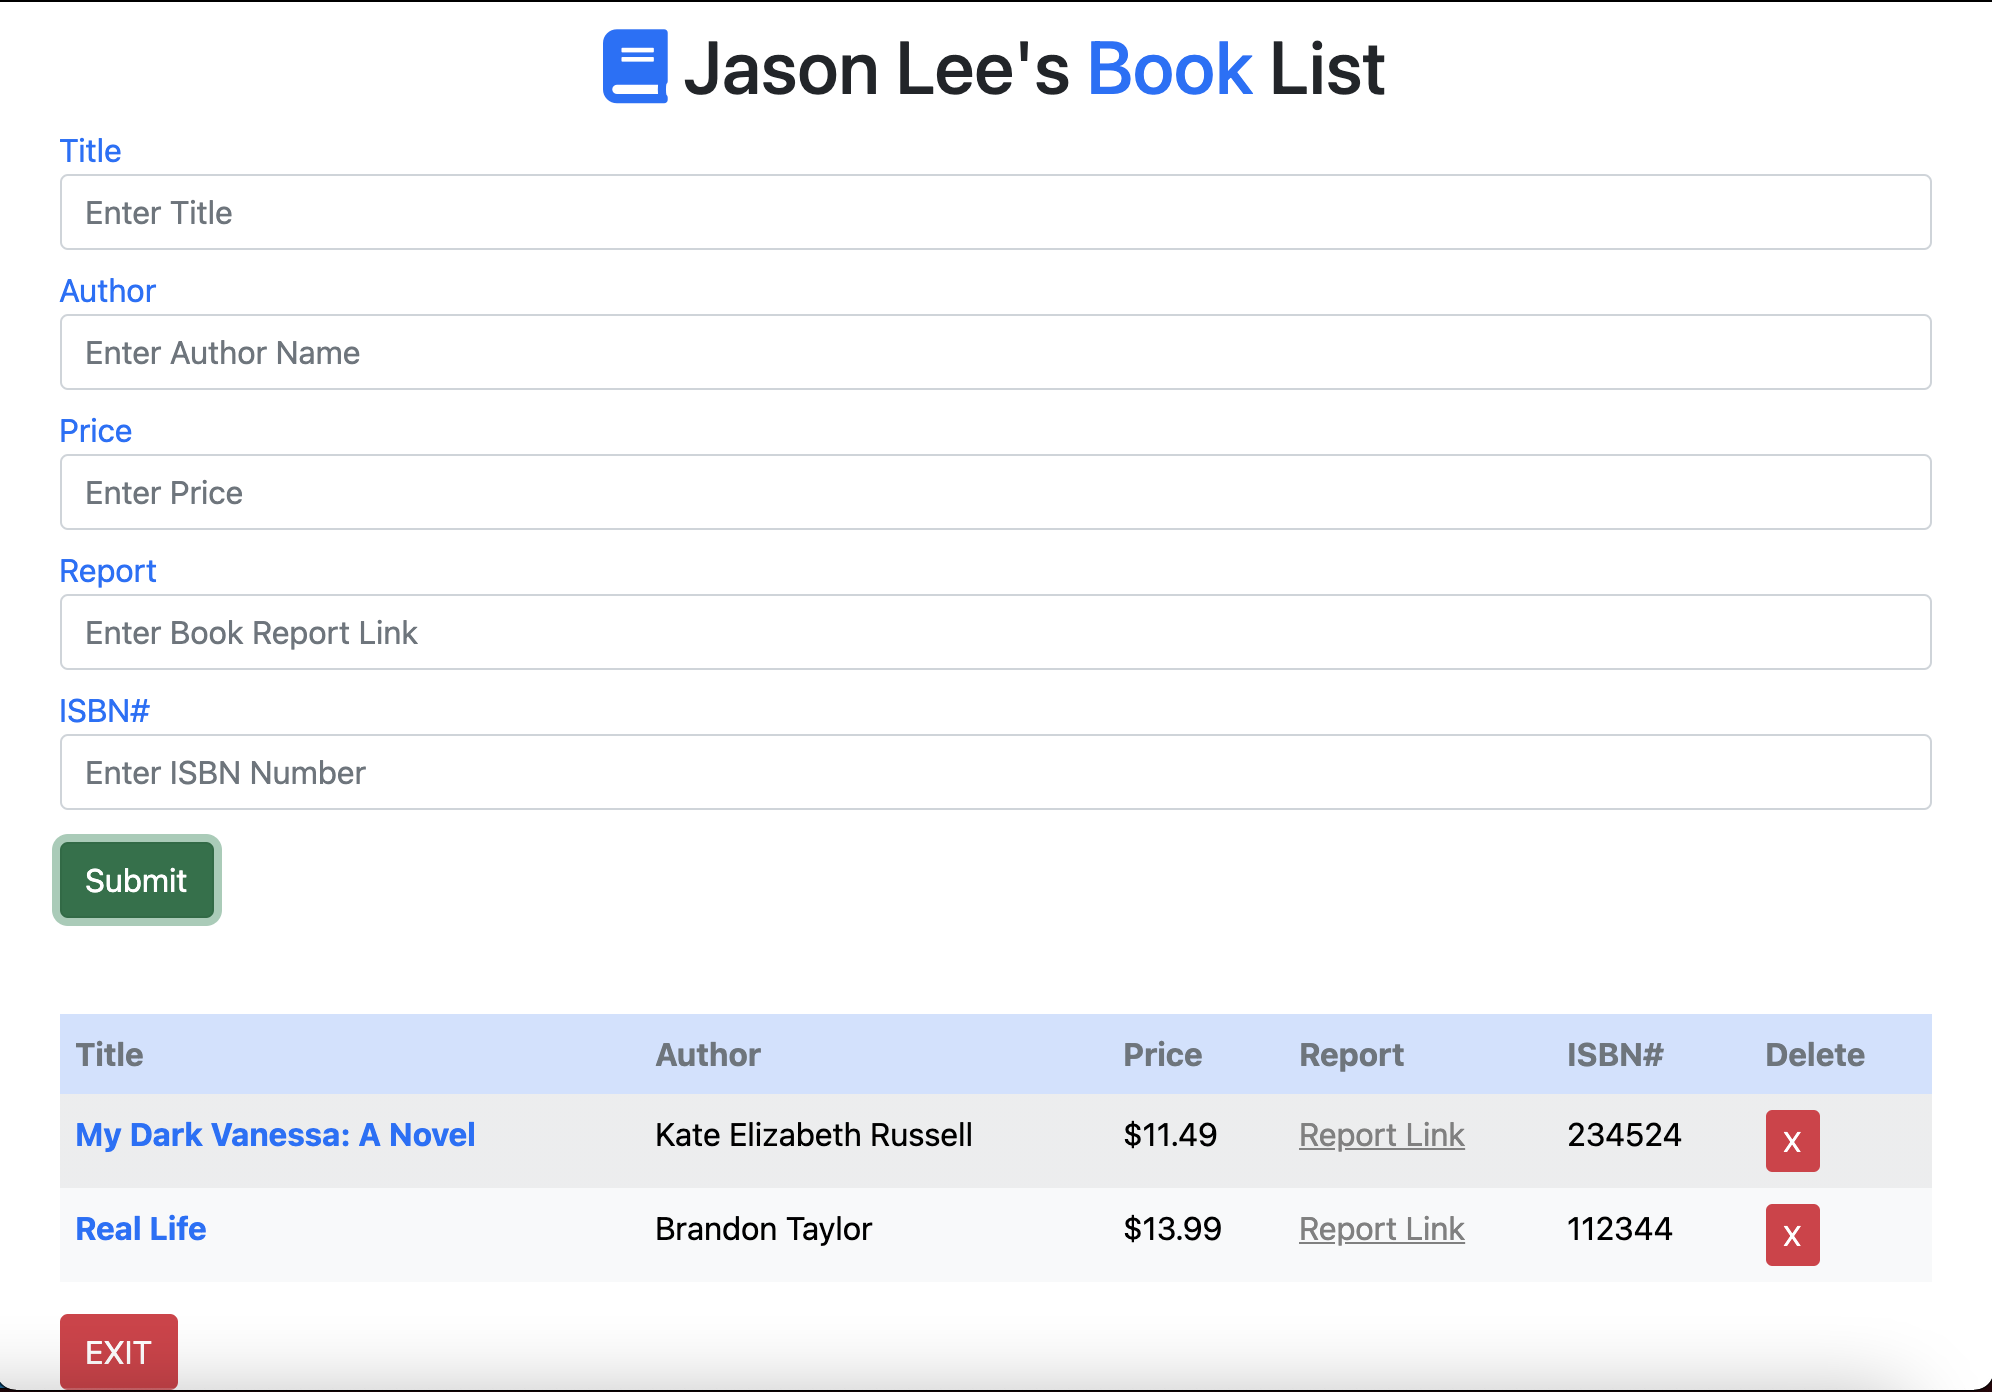 Jason Lee's Book List
Title
Enter Title
Author
Enter Author Name
Price
Enter Price
Report
Enter Book Report Link
ISBN#
Enter ISBN Number
Submit
Title Author Price Report ISBN# Delete
My Dark Vanessa: A Novel Kate Elizabeth Russell $11.49 Report Link 234524 X
Real Life Brandon Taylor $13.99 Report Link 112344 X
EXIT